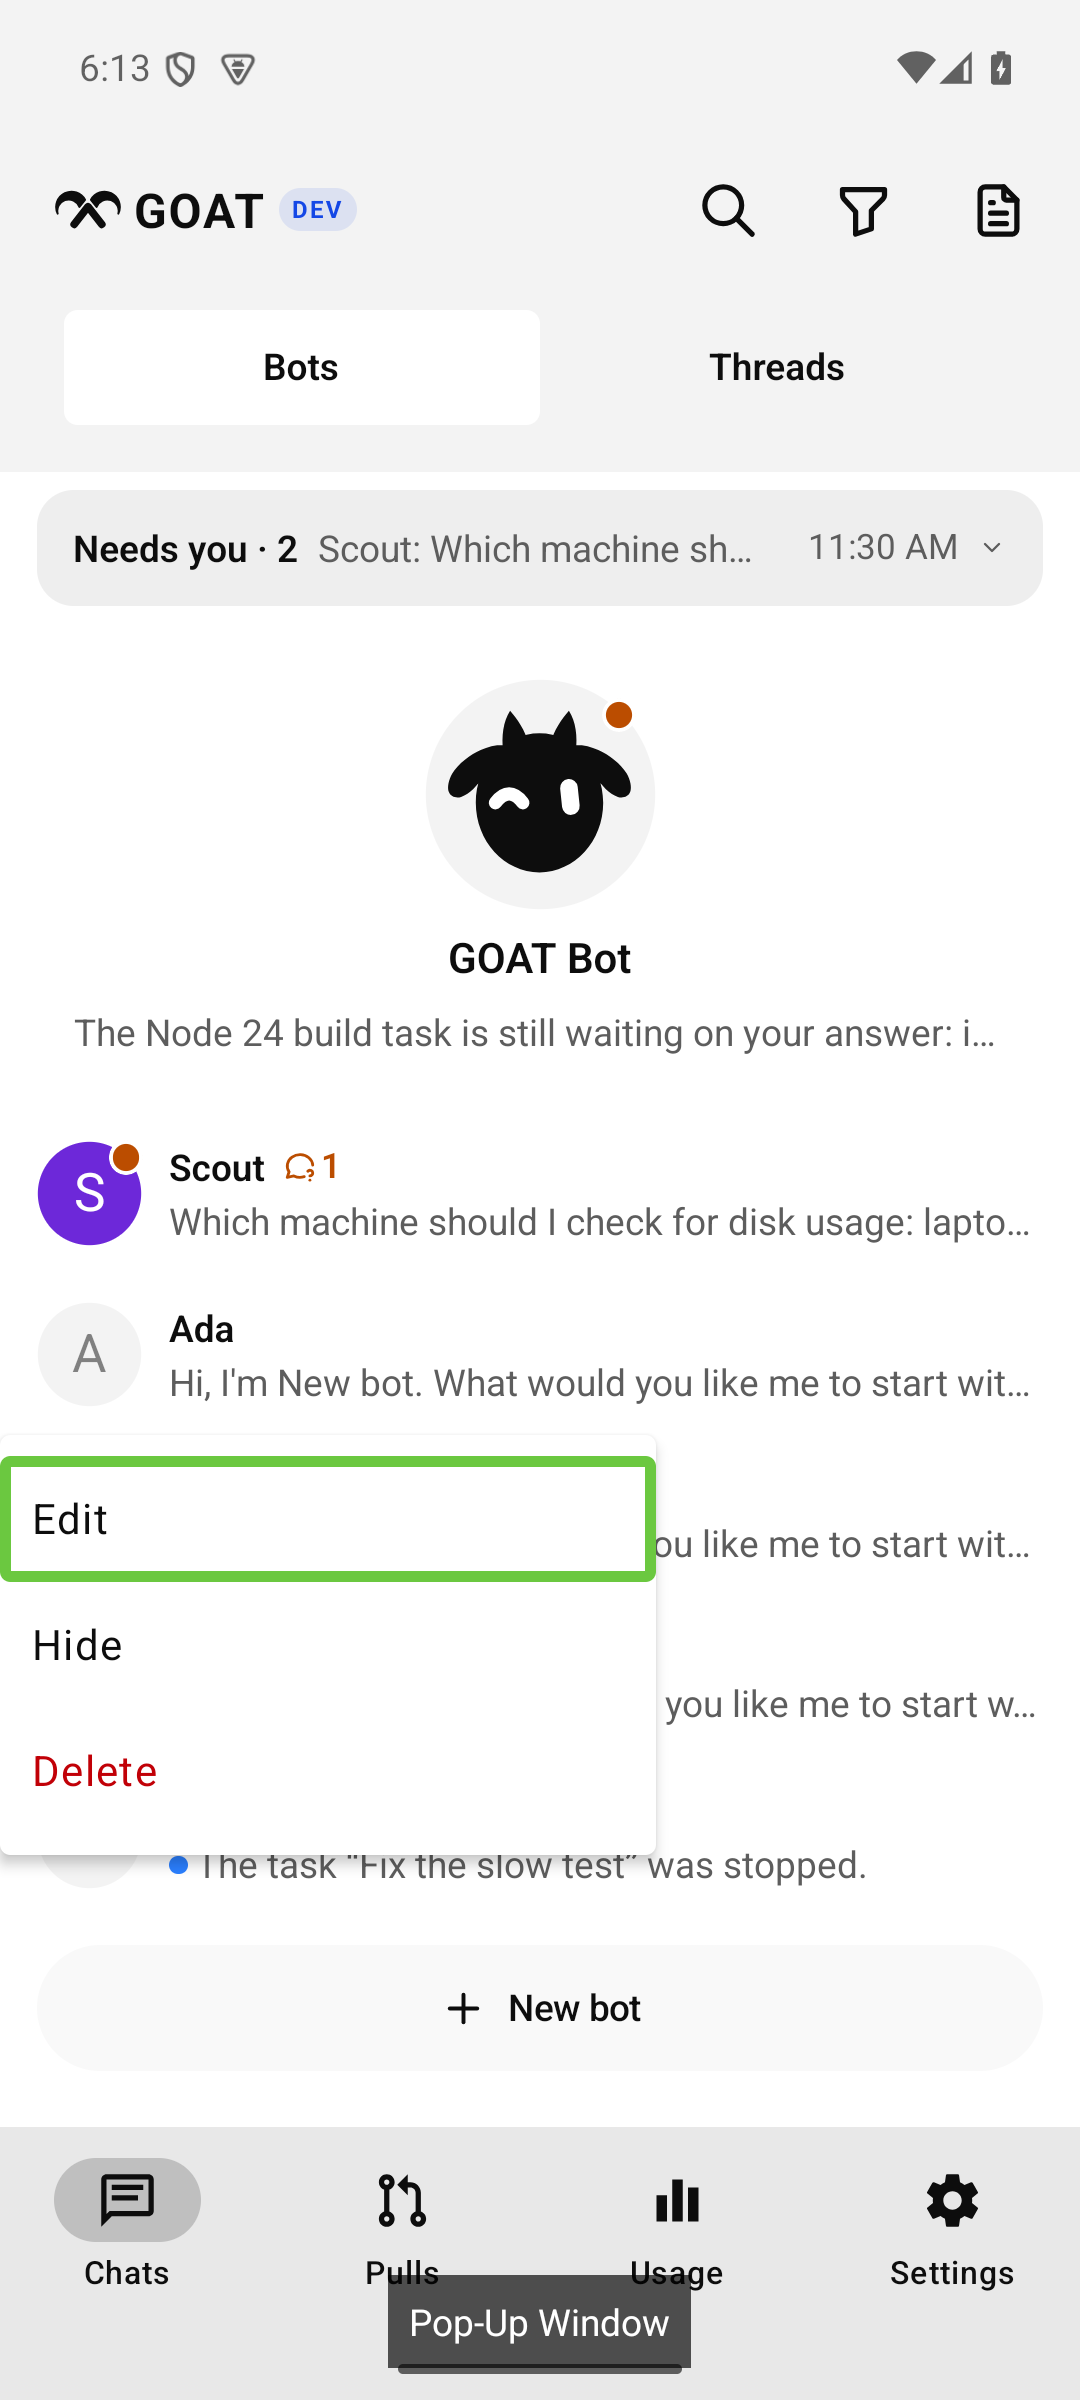 6:13
GOAT DEV
Bots
Threads
Needs you · 2 Scout: Which machine sh... 11:30 AM
GOAT Bot
The Node 24 build task is still waiting on your answer: i...
S
Scout 1
Which machine should I check for disk usage: lapto...
A
Ada
Hi, I'm New bot. What would you like me to start wit...
Edit
ou like me to start wit...
Hide
you like me to start w...
Delete
The task “Fix the slow test” was stopped.
+ New bot
Chats
Pulls
Usage
Settings
Pop-Up Window